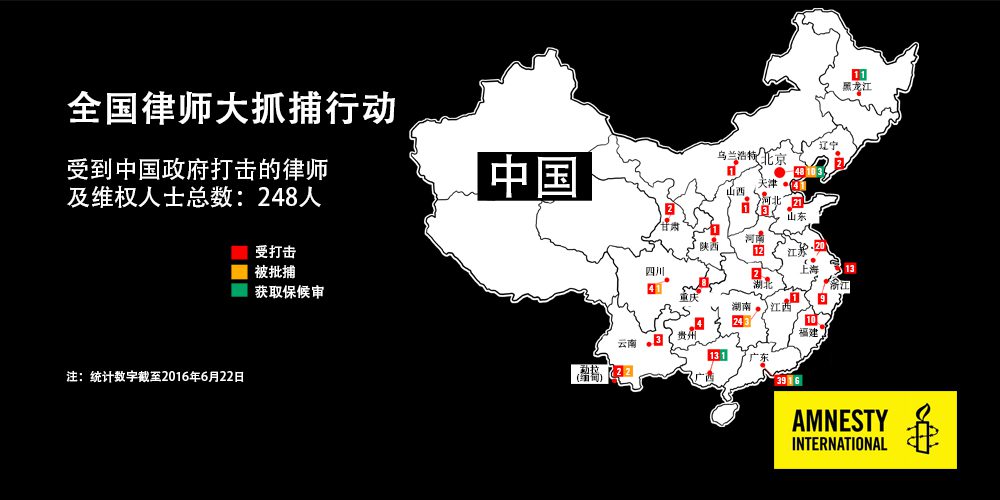 全国律师大抓捕行动
受到中国政府打击的律师
及维权人士总数：248人
受打击
被批捕
获取保候审
注：统计数字截至2016年6月22日
中国
1 1
黑龙江
辽宁
2
乌兰浩特
1
北京
48 10 3
天津
4 1
山西
1
河北
3
21
山东
2
甘肃
1
陕西
河南
12
江苏
20
上海
13
四川
4 1
8
重庆
2
湖北
浙江
9
湖南
24 3
江西
1
10
福建
4
贵州
云南
3
13 1
广西
广东
39 1 6
勐拉
(缅甸)
2 2
AMNESTY
INTERNATIONAL